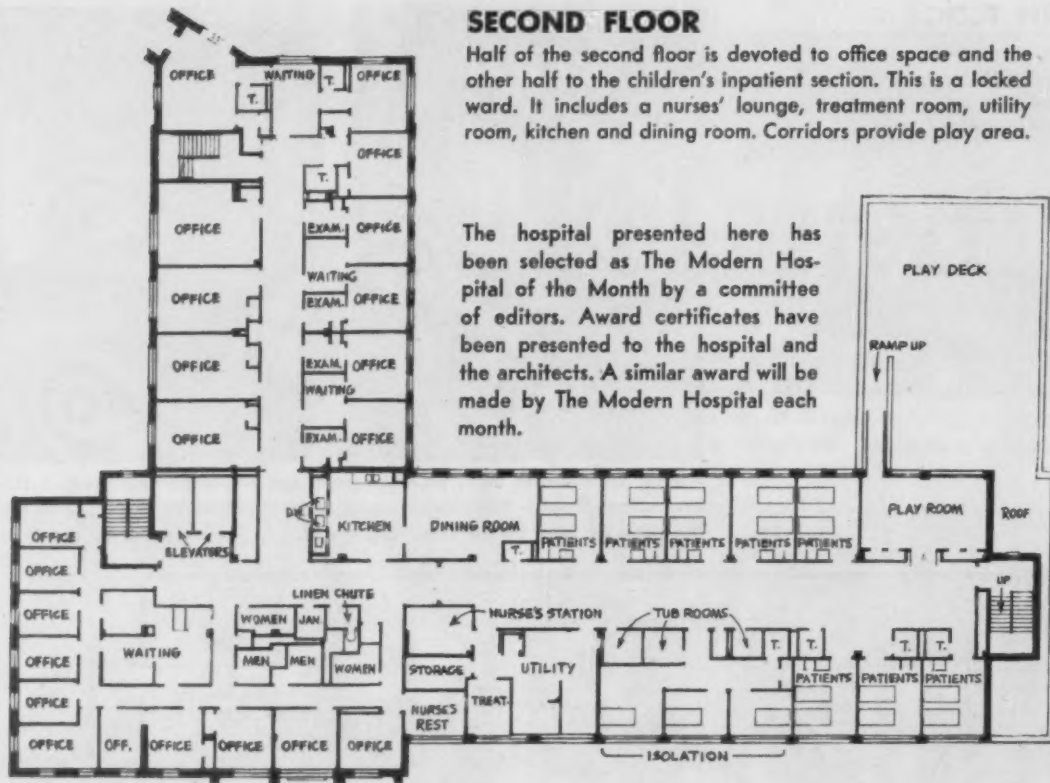 SECOND FLOOR
Half of the second floor is devoted to office space and the
other half to the children's inpatient section. This is a locked
ward. It includes a nurses' lounge, treatment room, utility
room, kitchen and dining room. Corridors provide play area.
The hospital presented here has
been selected as The Modern Hos-
pital of the Month by a committee
of editors. Award certificates have
been presented to the hospital and
the architects. A similar award will be
made by The Modern Hospital each
month.
OFFICE WAITING T. OFFICE
T.
OFFICE
T.
OFFICE EXAM. OFFICE
WAITING
OFFICE EXAM. OFFICE
OFFICE EXAM. OFFICE
WAITING
OFFICE EXAM. OFFICE
PLAY DECK
RAMP UP
OFFICE
ELEVATORS
KITCHEN
DINING ROOM
T.
PATIENTS PATIENTS PATIENTS PATIENTS PATIENTS
PLAY ROOM
ROOF
UP
OFFICE
OFFICE
OFFICE
OFFICE
OFFICE
OFF.
OFFICE
OFFICE
OFFICE
OFFICE
WAITING
LINEN CHUTE
WOMEN JAN.
MEN MEN WOMEN
NURSE'S STATION
TUB ROOMS
STORAGE
UTILITY
NURSE'S
REST
TREAT.
T. T. T. T.
PATIENTS PATIENTS PATIENTS
ISOLATION